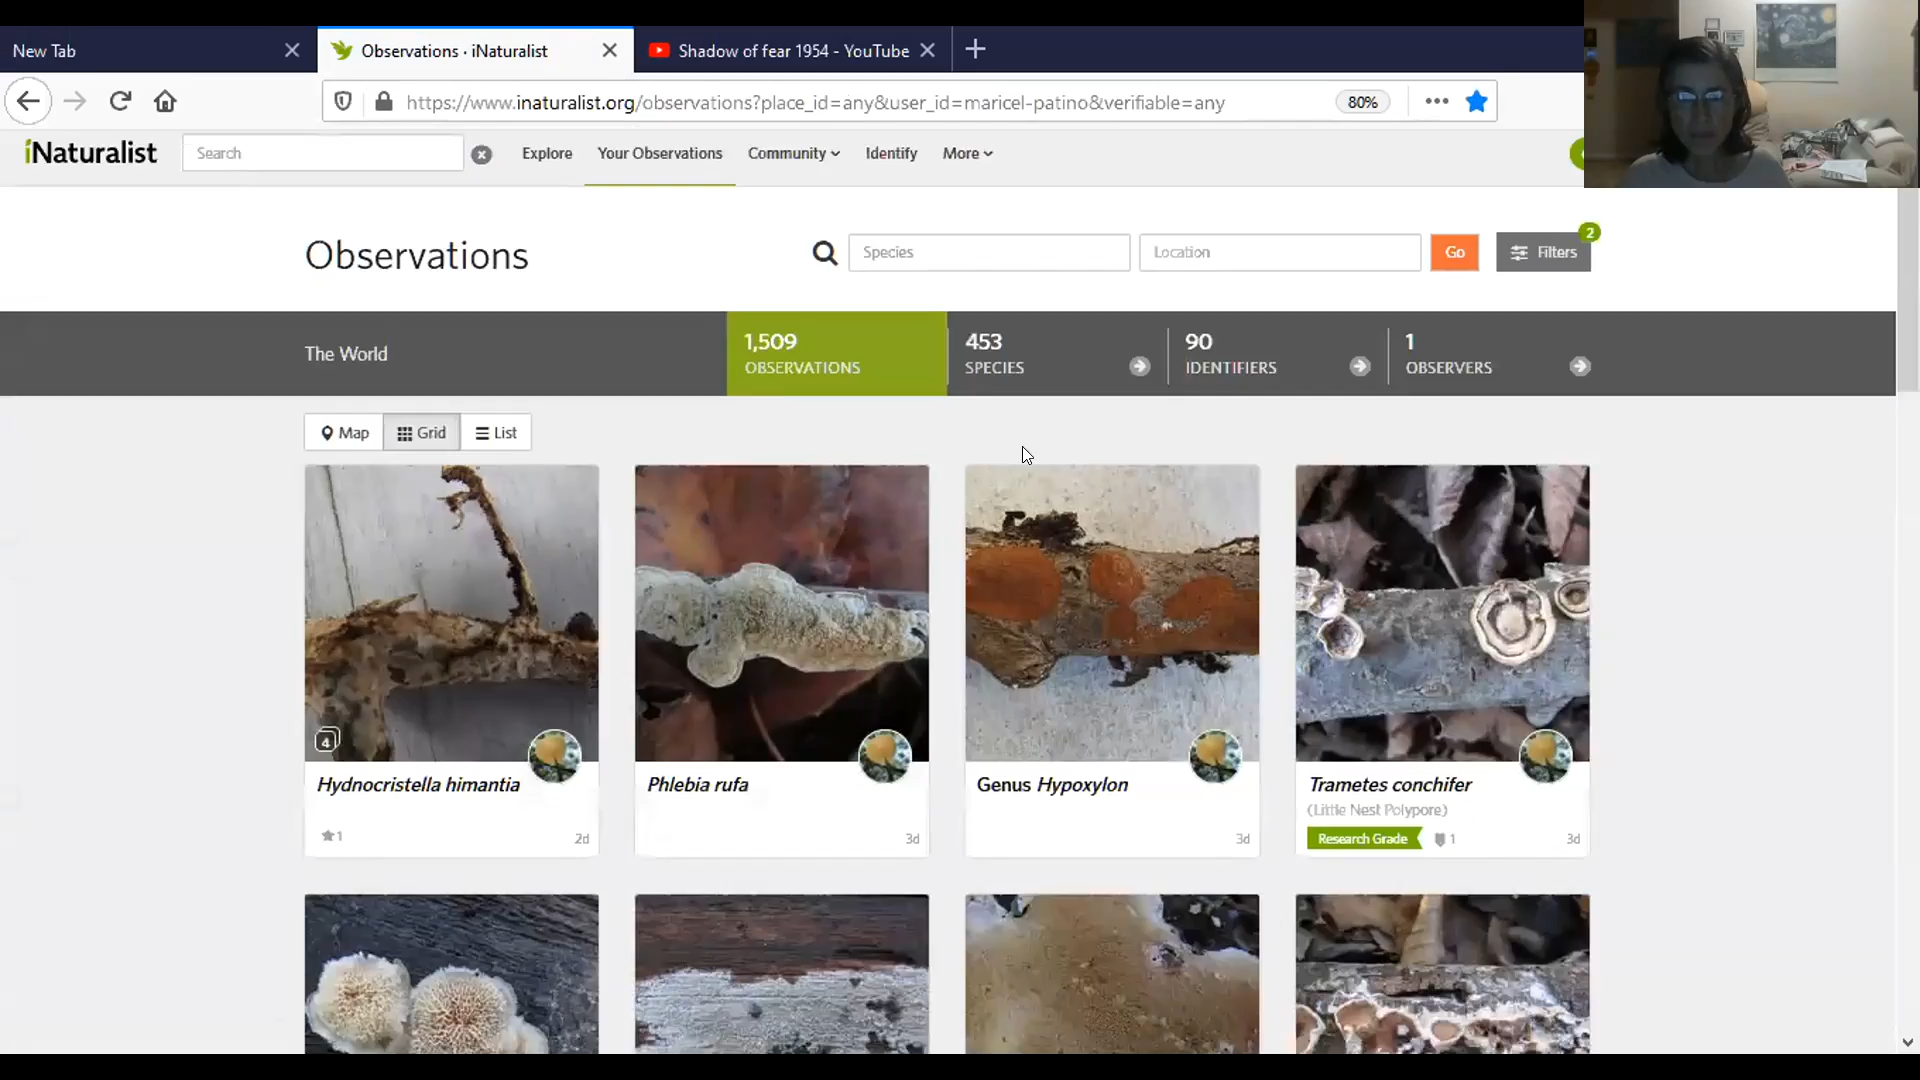 New Tab
Observations · iNaturalist
Shadow of fear 1954 - YouTube
https://www.inaturalist.org/observations?place_id=any&user_id=maricel-patino&verifiable=any
80%
iNaturalist
Search
Explore
Your Observations
Community
Identify
More
Observations
Species
Location
Go
Filters
2
The World
1,509
OBSERVATIONS
453
SPECIES
90
IDENTIFIERS
1
OBSERVERS
Map
Grid
List
4
Hydnocristella himantia
1
2d
Phlebia rufa
3d
Genus Hypoxylon
3d
Trametes conchifer
(Little Nest Polypore)
Research Grade
1
3d